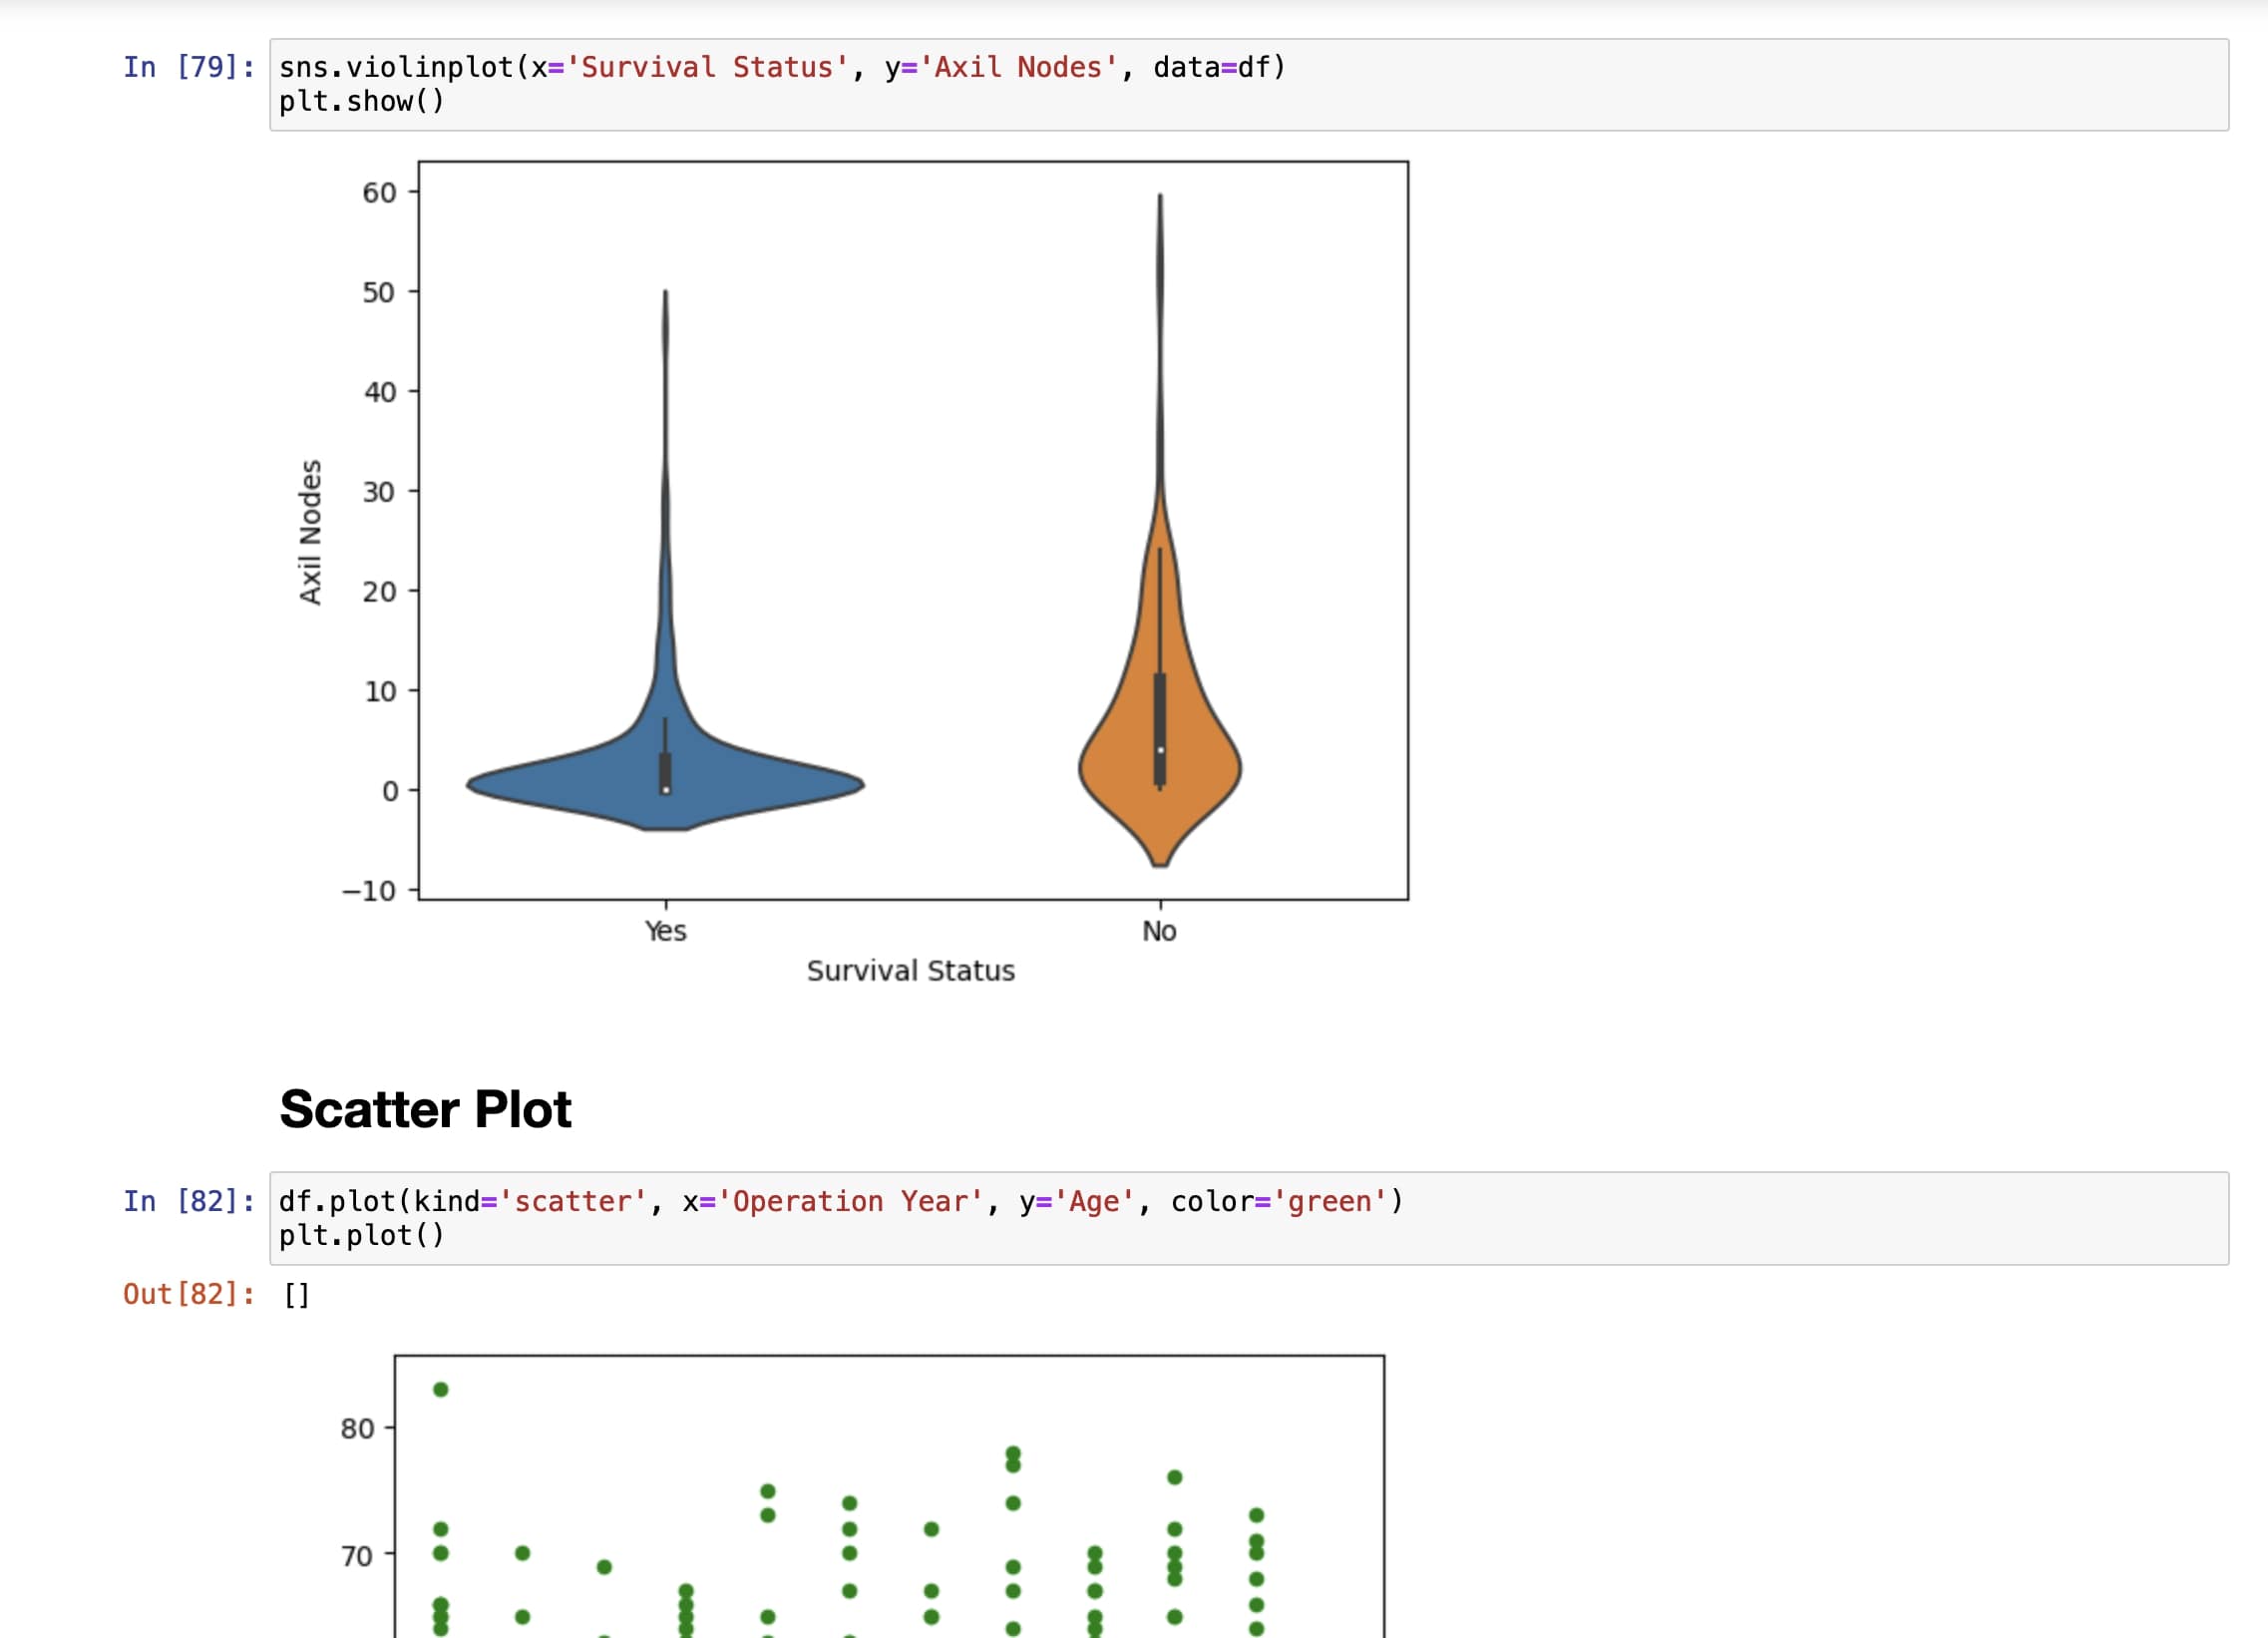 In [79]: sns.violinplot(x='Survival Status', y='Axil Nodes', data=df)
plt.show()
60
50
40
30
20
10
0
−10
Axil Nodes
Yes No
Survival Status
Scatter Plot
In [82]: df.plot(kind='scatter', x='Operation Year', y='Age', color='green')
plt.plot()
Out[82]: []
80
70